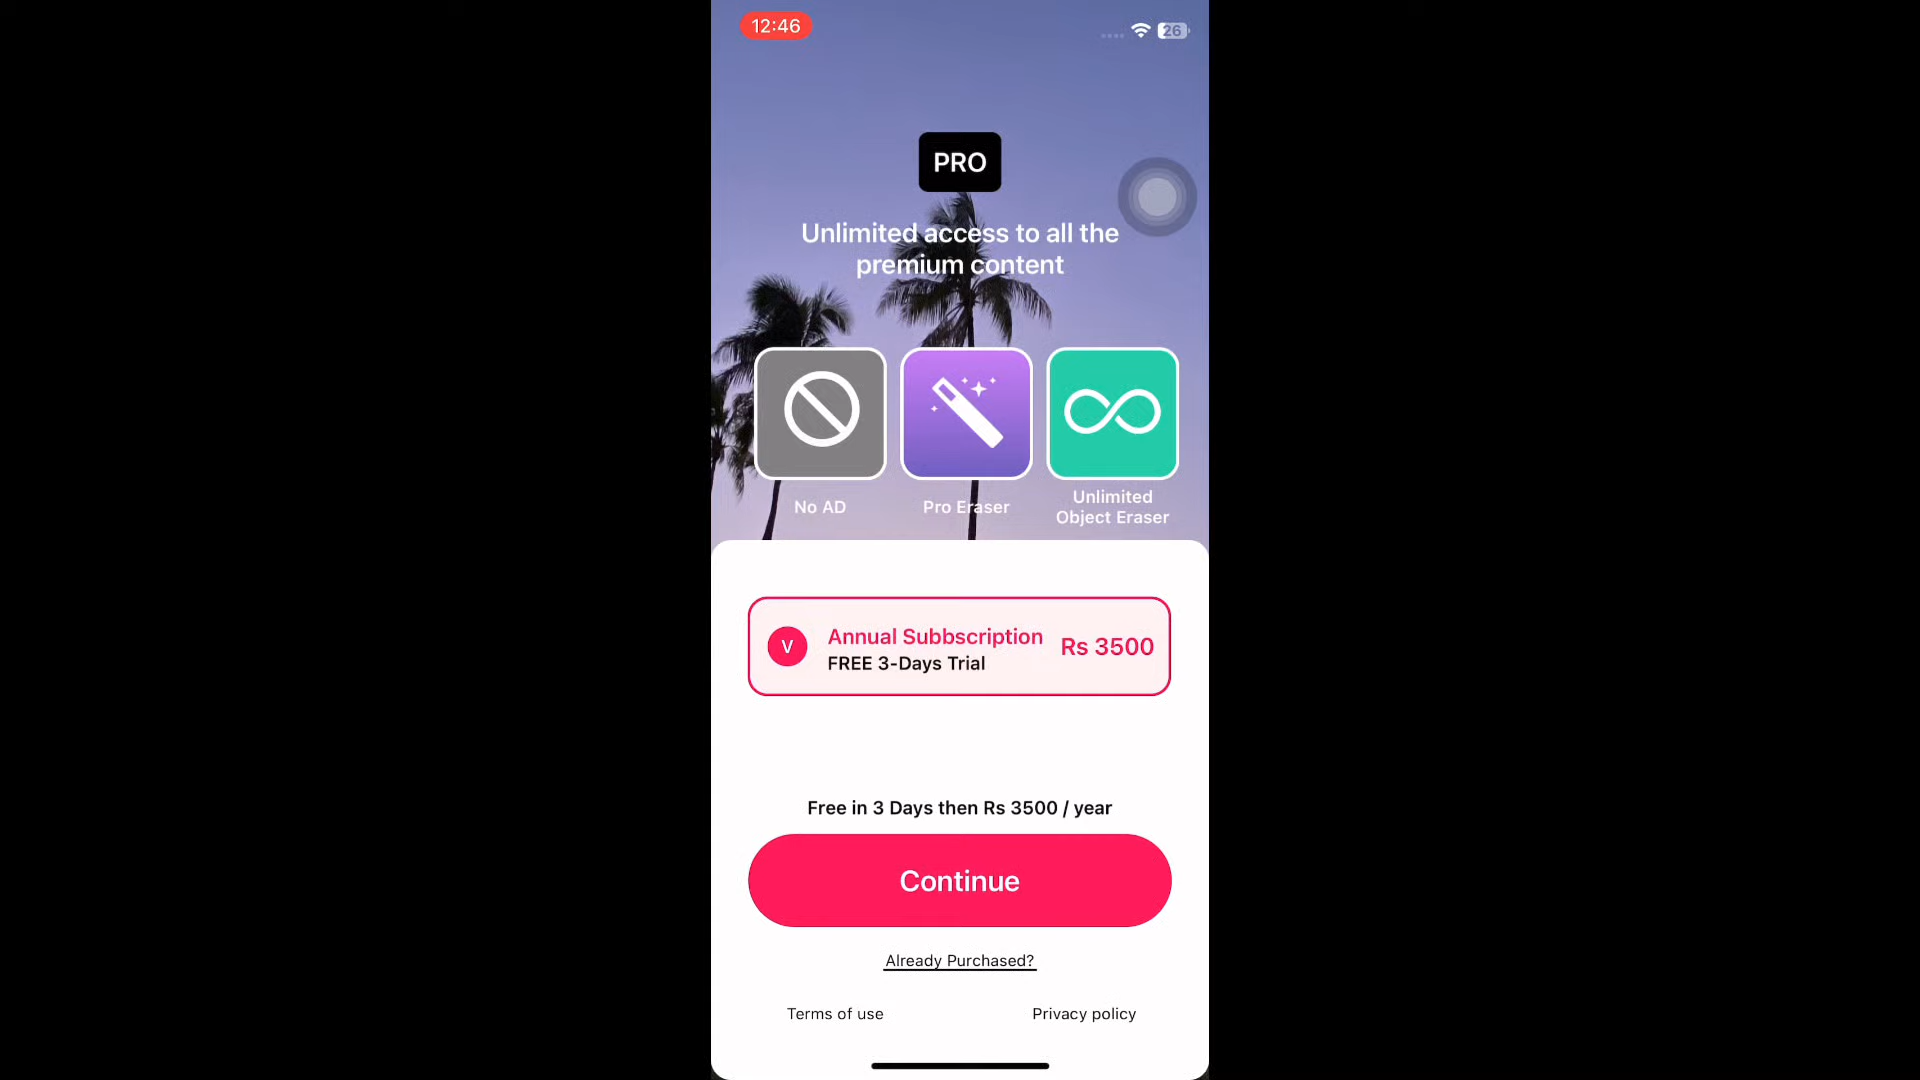 12:46
26
PRO
Unlimited access to all the
premium content
No AD
Pro Eraser
Unlimited
Object Eraser
V
Annual Subbscription
FREE 3-Days Trial
Rs 3500
Free in 3 Days then Rs 3500 / year
Continue
Already Purchased?
Terms of use
Privacy policy